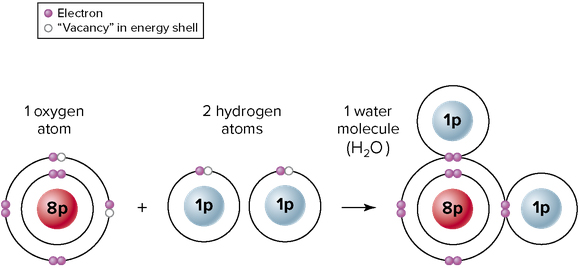 Electron
“Vacancy” in energy shell
1 oxygen
atom
2 hydrogen
atoms
1 water
molecule
(H₂O)
1p
8p
+
1p
1p
8p
1p